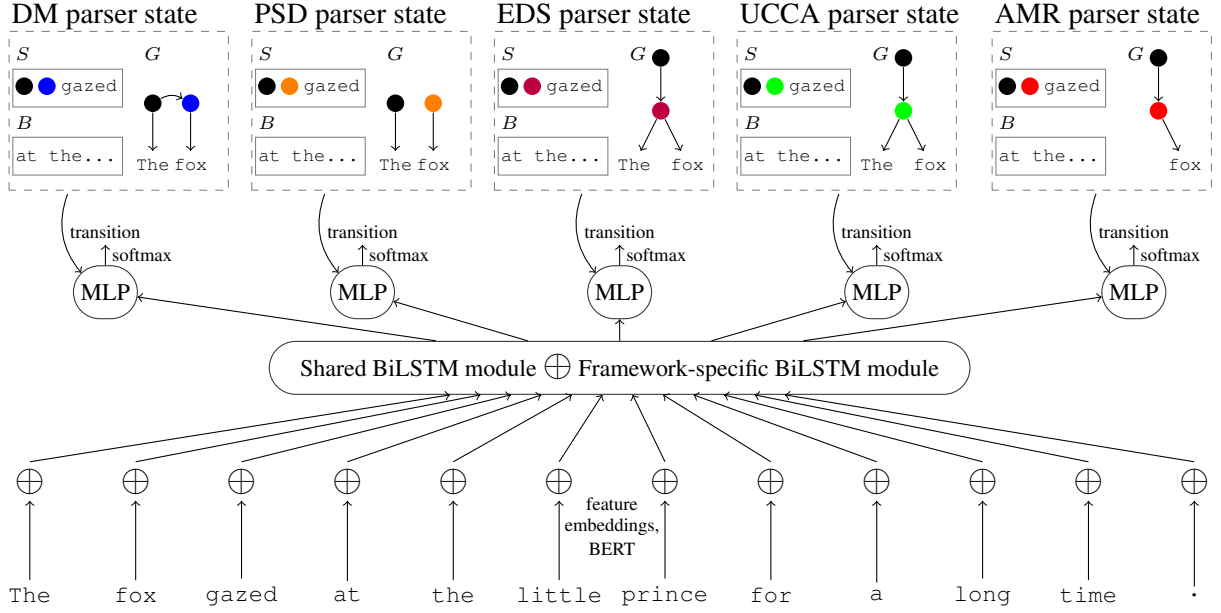 DM parser state PSD parser state EDS parser state UCCA parser state AMR parser state
S G S G S G S G S G
gazed gazed gazed gazed gazed
B B B B B
at the... The fox at the... The fox at the... The fox at the... The fox at the... fox
transition transition transition transition transition
softmax softmax softmax softmax softmax
MLP MLP MLP MLP MLP
Shared BiLSTM module ⊕ Framework-specific BiLSTM module
feature
embeddings,
BERT
The fox gazed at the little prince for a long time .